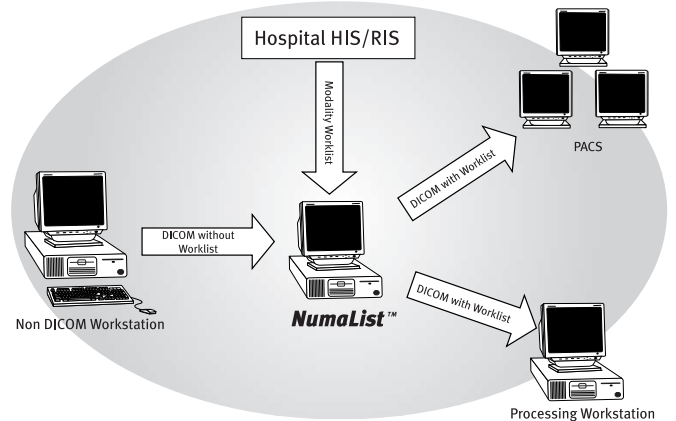 Hospital HIS/RIS
Modality Worklist
PACS
DICOM with Worklist
DICOM without
Worklist
Non DICOM Workstation
NumaList™
DICOM with Worklist
Processing Workstation